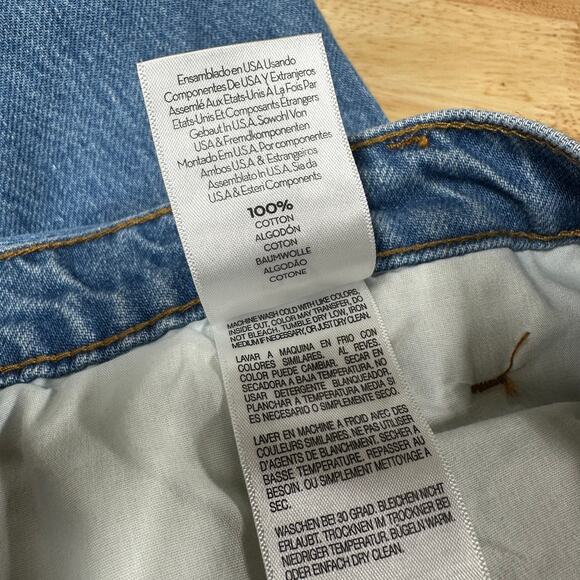 Ensamblado en USA Usando
Componentes De USA Y Extranjeros
Assemlé Aux Etats-Unis À La Fois Par
Etats-Unis Et Composants Etrangers
Gebaut In U.S.A. Sowohl Von
USA & Fremdkomponenten
Montado Em U.S.A. Por componentes
Ambos U.S.A & Estrangeiros
Assemblato In U.S.A. Sia da
U.S.A & Esteri Components
100%
COTTON
ALGODÓN
COTON
BAUMWOLLE
ALGODÃO
COTONE
MACHINE WASH COLD WITH LIKE COLORS,
INSIDE OUT, COLOR MAY TRANSFER, DO
NOT BLEACH, TUMBLE DRY LOW, IRON
MEDIUM IF NECESSARY, OR JUST DRY CLEAN.
LAVAR A MAQUINA EN FRIO CON
COLORES SIMILARES. AL REVES.
COLOR PUEDE CAMBIAR. SECAR EN
SECADORA A BAJA TEMPERATURA, NO
USAR DETERGENTE BLANQUEADOR.
PLANCHAR A TEMPERATURA MEDIA SI
ES NECESARIO O SIMPLEMENTE SEC.
LAVER EN MACHINE A FROID AVEC DES
COULEURS SIMILAIRES. NE PAS UTILISER
D'AGENTS DE BLANCHIMENT. SECHER A
BASSE TEMPERATURE. REPASSER AU
BESOIN. OU SIMPLEMENT METTOYAGE A
SEC.
WASCHEN BEI 30 GRAD. BLEICHEN NICHT
ERLAUBT. TROCKNEN IM TROCKNER BEI
NIEDRIGER TEMPERATUR. BÜGELN WARM.
ODER EINFACH DRY CLEAN.